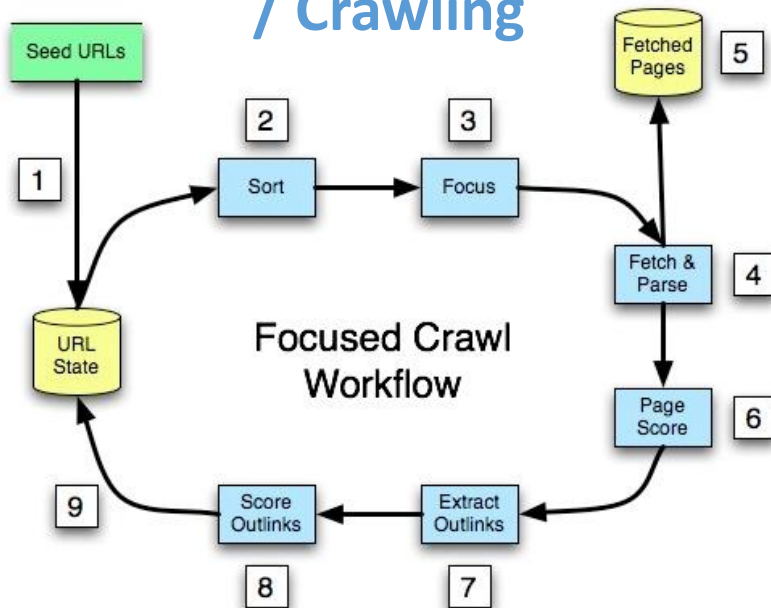 / Crawling
Seed URLs
1
2
Sort
3
Focus
Fetched
Pages
5
Fetch &
Parse
4
Focused Crawl
Workflow
URL
State
Page
Score
6
9
Score
Outlinks
8
Extract
Outlinks
7